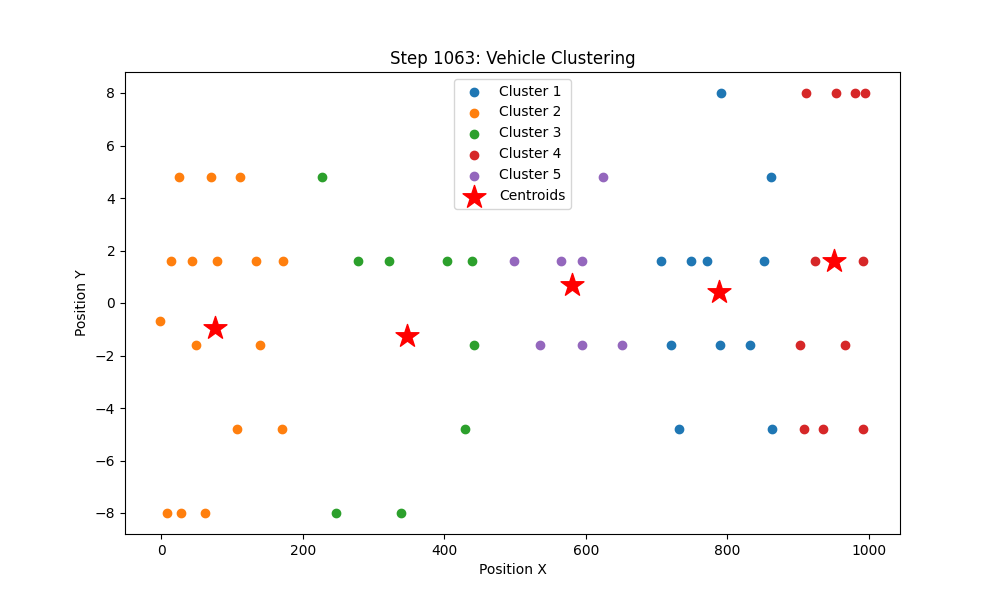 Step 1063: Vehicle Clustering
Position Y
8
6
4
2
0
−2
−4
−6
−8
Cluster 1
Cluster 2
Cluster 3
Cluster 4
Cluster 5
Centroids
0 200 400 600 800 1000
Position X